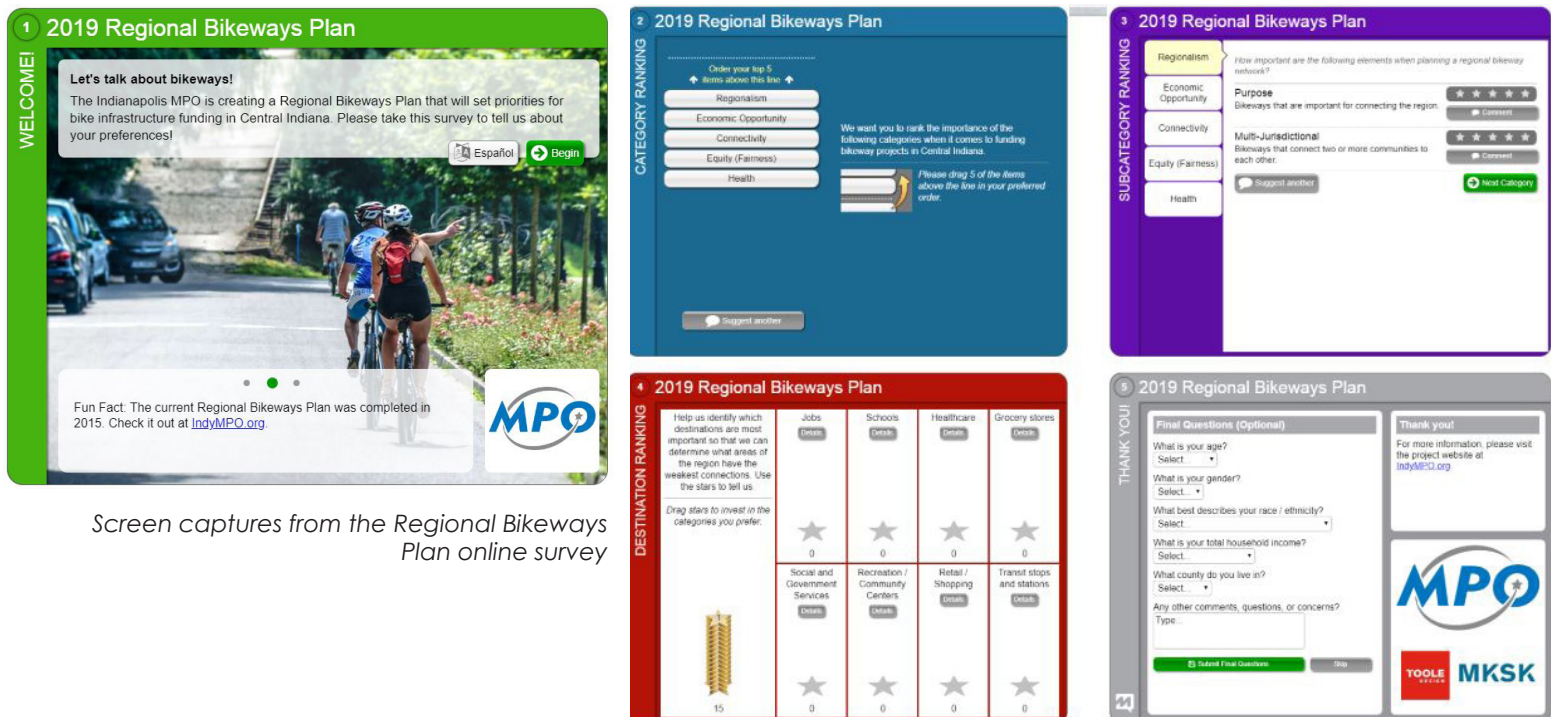 1 2019 Regional Bikeways Plan
WELCOME!
Let's talk about bikeways!
The Indianapolis MPO is creating a Regional Bikeways Plan that will set priorities for
bike infrastructure funding in Central Indiana. Please take this survey to tell us about
your preferences!
Español
Begin
Fun Fact: The current Regional Bikeways Plan was completed in
2015. Check it out at IndyMPO.org.
MPO
Screen captures from the Regional Bikeways
Plan online survey
2 2019 Regional Bikeways Plan
CATEGORY RANKING
Order your top 5
items above this line
Regionalism
Economic Opportunity
Connectivity
Equity (Fairness)
Health
We want you to rank the importance of the
following categories when it comes to funding
bikeway projects in Central Indiana.
Please drag 5 of the items
above the line in your preferred
order.
Suggest another
3 2019 Regional Bikeways Plan
SUBCATEGORY RANKING
Regionalism
Economic
Opportunity
Connectivity
Equity (Fairness)
Health
How important are the following elements when planning a regional bikeway
network?
Purpose
Bikeways that are important for connecting the region.
Comment
Multi-Jurisdictional
Bikeways that connect two or more communities to
each other.
Comment
Suggest another
Next Category
4 2019 Regional Bikeways Plan
DESTINATION RANKING
Help us identify which
destinations are most
important so that we can
determine what areas of
the region have the
weakest connections. Use
the stars to tell us.
Drag stars to invest in the
categories you prefer.
1
15
Jobs
Details
0
Schools
Details
0
Healthcare
Details
0
Grocery stores
Details
0
Social and
Government
Services
Details
0
Recreation /
Community
Centers
Details
0
Retail /
Shopping
Details
0
Transit stops
and stations
Details
0
5 2019 Regional Bikeways Plan
THANK YOU!
Final Questions (Optional)
What is your age?
Select...
What is your gender?
Select...
What best describes your race / ethnicity?
Select...
What is your total household income?
Select...
What county do you live in?
Select...
Any other comments, questions, or concerns?
Type...
Submit Final Questions
Skip
Thank you!
For more information, please visit
the project website at
IndyMPO.org
MPO
TOOLE
DESIGN
MKSK